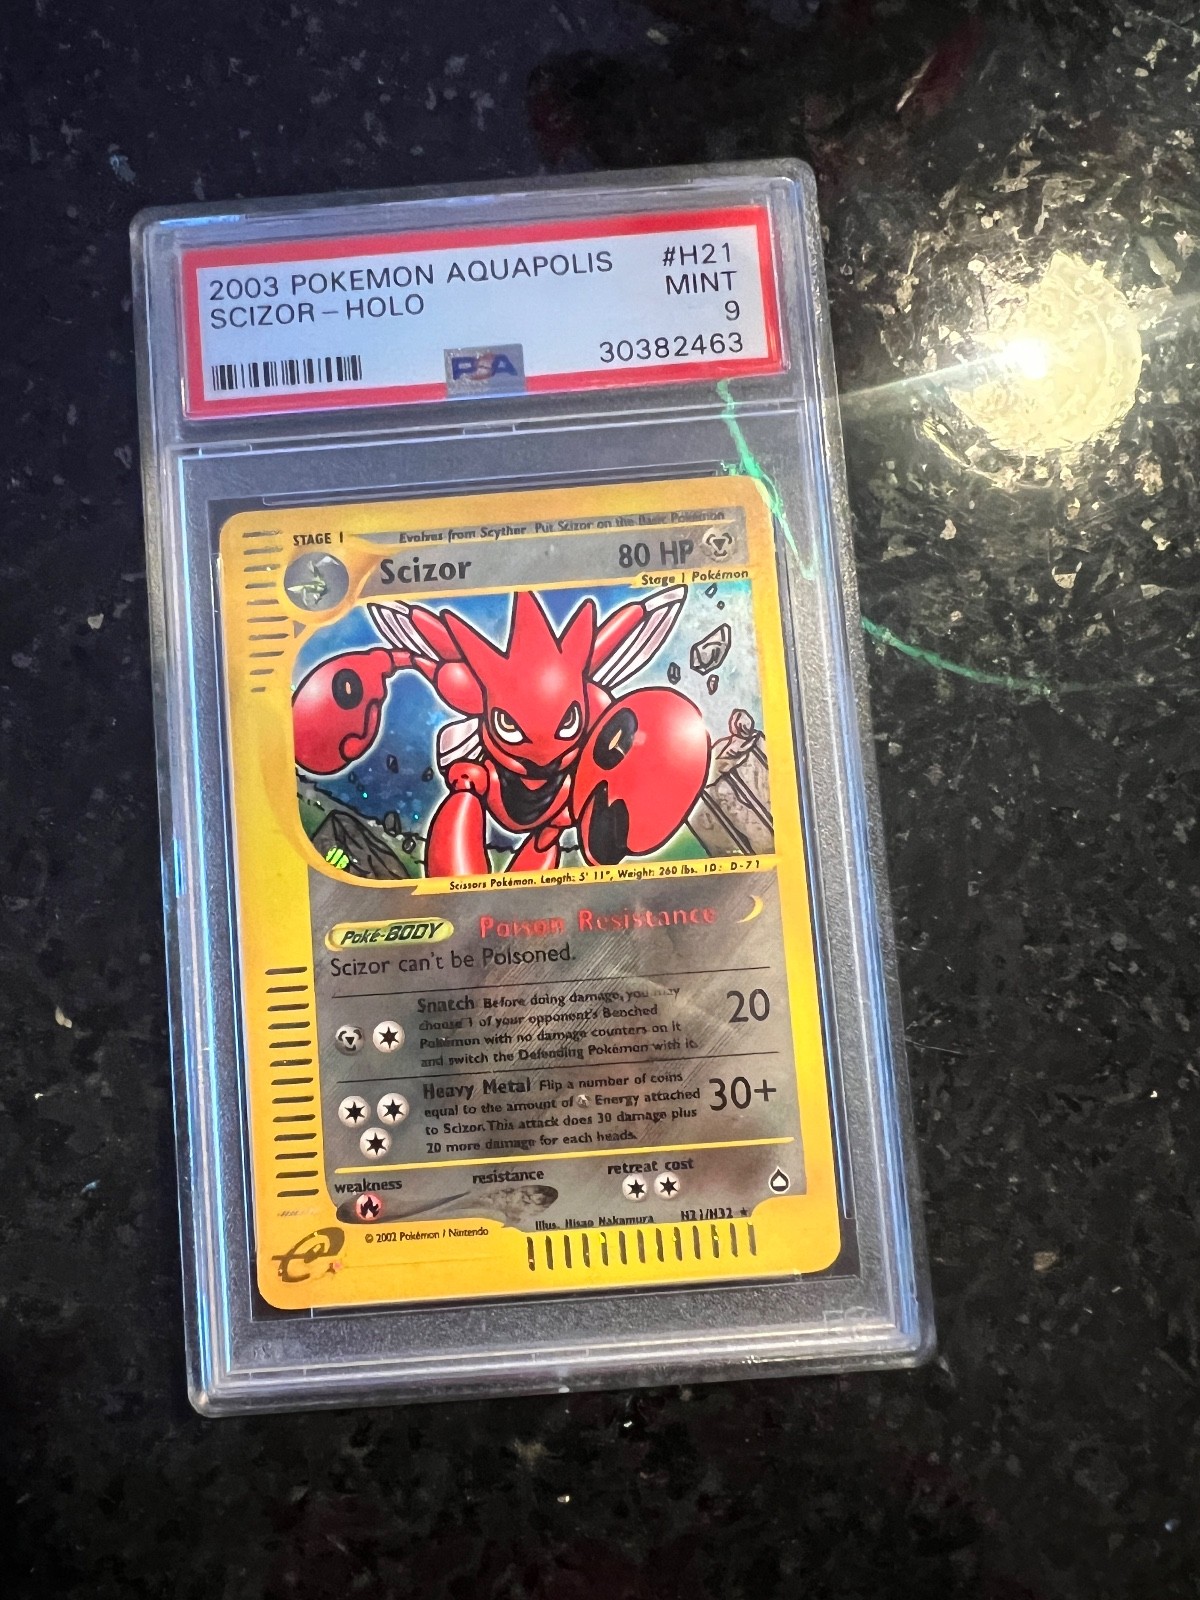 2003 POKEMON AQUAPOLIS #H21
SCIZOR - HOLO MINT
9
PSA 30382463
STAGE 1
Evolves from Scyther Put Scizor on the Basic Pokémon
Scizor 80 HP
Stage 1 Pokémon
Scissors Pokémon. Length: 5' 11", Weight: 260 lbs. ID: D-71
Poké-BODY Poison Resistance
Scizor can't be Poisoned.
Snatch Before doing damage, you may
choose 1 of your opponent's Benched
Pokémon with no damage counters on it
and switch the Defending Pokémon with it.
20
Heavy Metal Flip a number of coins
equal to the amount of Energy attached
to Scizor. This attack does 30 damage plus
20 more damage for each heads.
30+
weakness resistance retreat cost
Illus. Hisao Nakamura H21/H32
© 2002 Pokémon / Nintendo
e